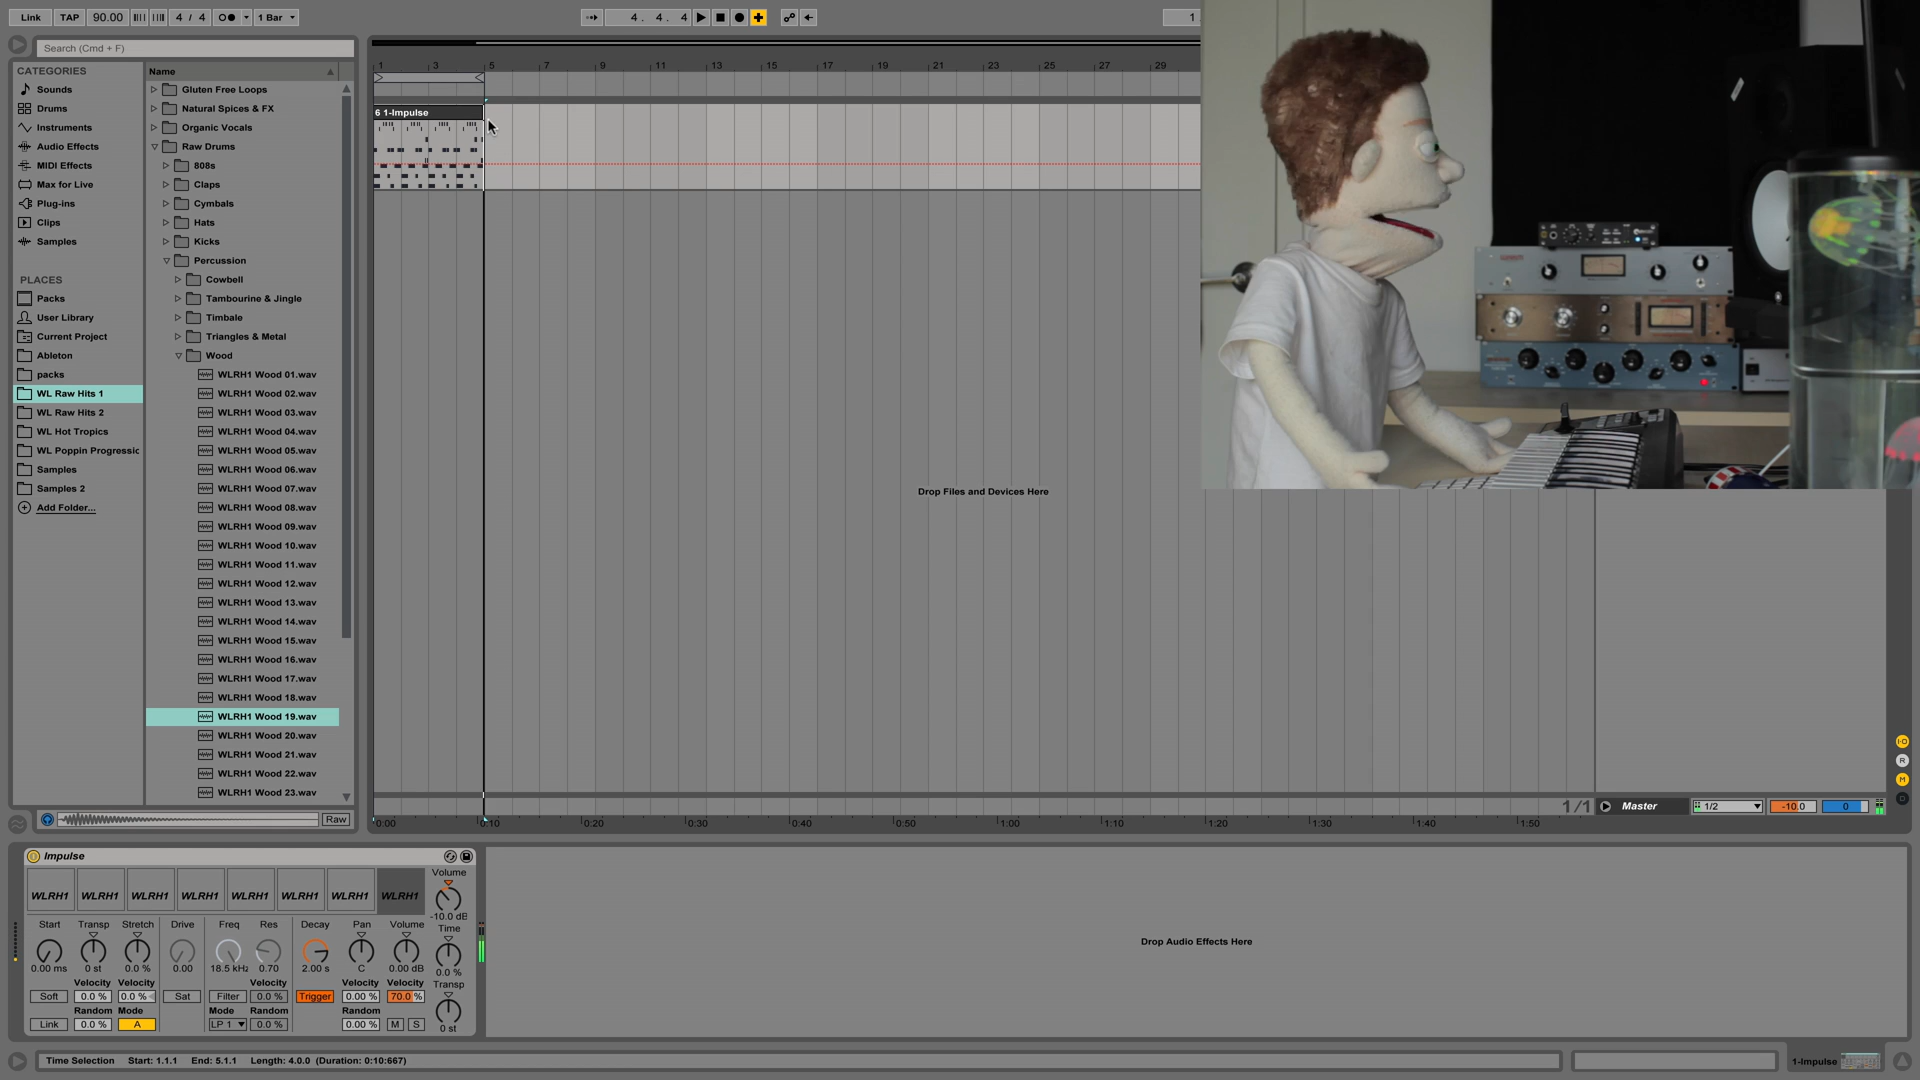 Link TAP 90.00 4 / 4 1 Bar 4 . 4 . 4 1
Search (Cmd + F)
CATEGORIES
Sounds
Drums
Instruments
Audio Effects
MIDI Effects
Max for Live
Plug-ins
Clips
Samples
PLACES
Packs
User Library
Current Project
Ableton
packs
WL Raw Hits 1
WL Raw Hits 2
WL Hot Tropics
WL Poppin Progressic
Samples
Samples 2
Add Folder...
Name
Gluten Free Loops
Natural Spices & FX
Organic Vocals
Raw Drums
808s
Claps
Cymbals
Hats
Kicks
Percussion
Cowbell
Tambourine & Jingle
Timbale
Triangles & Metal
Wood
WLRH1 Wood 01.wav
WLRH1 Wood 02.wav
WLRH1 Wood 03.wav
WLRH1 Wood 04.wav
WLRH1 Wood 05.wav
WLRH1 Wood 06.wav
WLRH1 Wood 07.wav
WLRH1 Wood 08.wav
WLRH1 Wood 09.wav
WLRH1 Wood 10.wav
WLRH1 Wood 11.wav
WLRH1 Wood 12.wav
WLRH1 Wood 13.wav
WLRH1 Wood 14.wav
WLRH1 Wood 15.wav
WLRH1 Wood 16.wav
WLRH1 Wood 17.wav
WLRH1 Wood 18.wav
WLRH1 Wood 19.wav
WLRH1 Wood 20.wav
WLRH1 Wood 21.wav
WLRH1 Wood 22.wav
WLRH1 Wood 23.wav
Raw
1 3 5 7 9 11 13 15 17 19 21 23 25 27 29
6 1-Impulse
Drop Files and Devices Here
1/1 Master 1/2 -10.0 0
0:00 0:10 0:20 0:30 0:40 0:50 1:00 1:10 1:20 1:30 1:40 1:50
I·O
R
M
D
Impulse
WLRH1 WLRH1 WLRH1 WLRH1 WLRH1 WLRH1 WLRH1 WLRH1
Start Transp Stretch Drive Freq Res Decay Pan Volume
0.00 ms 0 st 0.0 % 0.00 18.5 kHz 0.70 2.00 s C 0.00 dB
Velocity Velocity Velocity Velocity Velocity
Soft 0.0 % 0.0 % Sat Filter 0.0 % Trigger 0.00 % 70.0 %
Random Mode Mode Random Random
Link 0.0 % A LP 1 0.0 % 0.00 % M S
Volume
-10.0 dB
Time
0.0 %
Transp
0 st
Drop Audio Effects Here
Time Selection Start: 1.1.1 End: 5.1.1 Length: 4.0.0 (Duration: 0:10:667)
1-Impulse